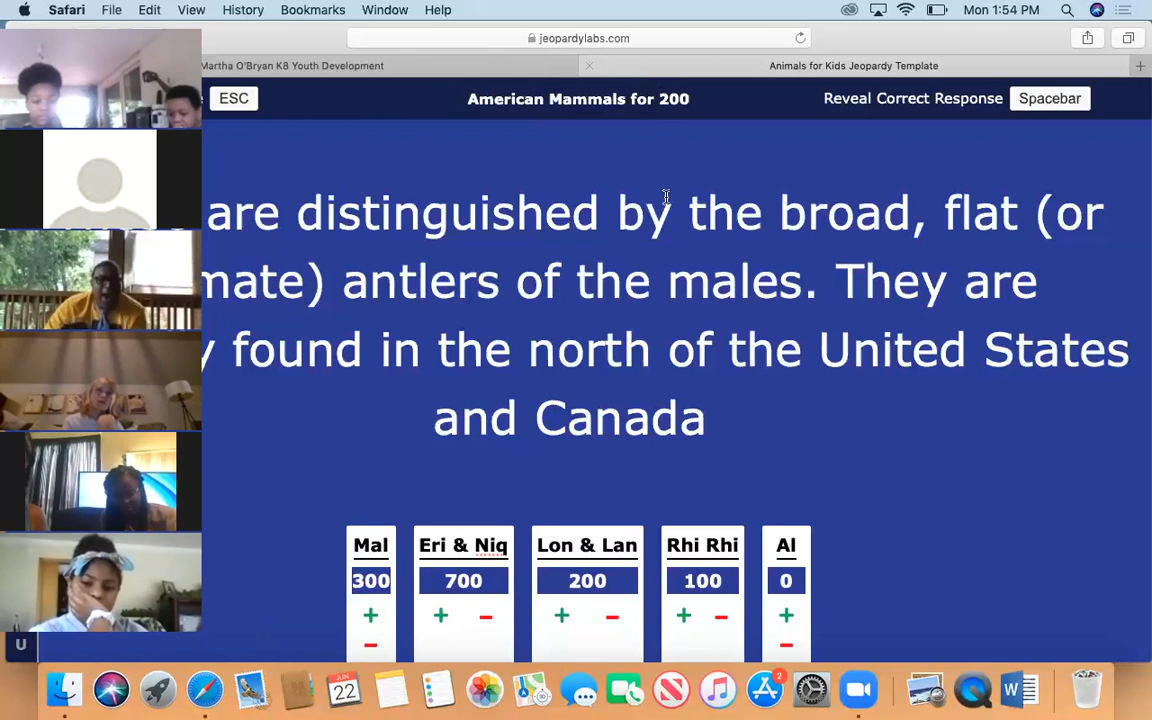 Safari File Edit View History Bookmarks Window Help Mon 1:54 PM
jeopardylabs.com
Martha O'Bryan K8 Youth Development Animals for Kids Jeopardy Template
ESC American Mammals for 200 Reveal Correct Response Spacebar
are distinguished by the broad, flat (or
mate) antlers of the males. They are
y found in the north of the United States
and Canada
Mal Eri & Niq Lon & Lan Rhi Rhi Al
300 700 200 100 0
+ + − + − + − +
− −
U
JUN
22
2
W